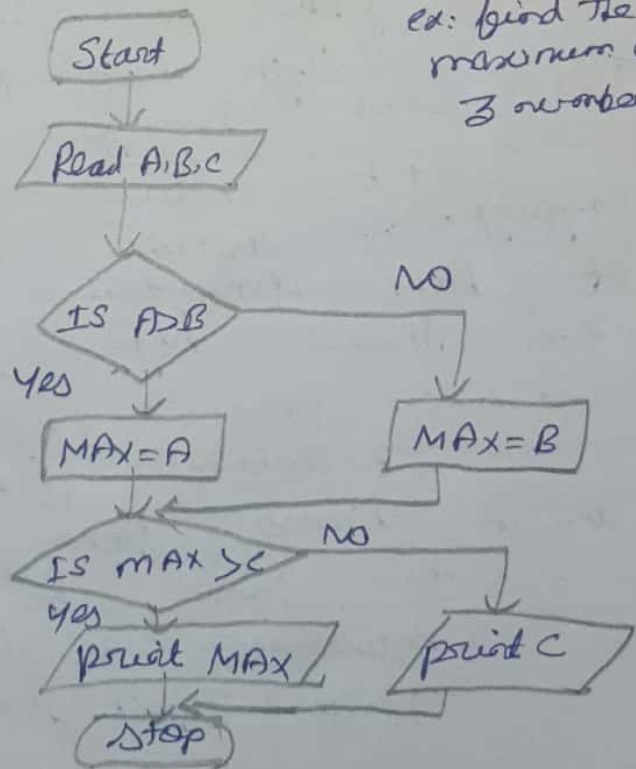 ex: find The
maximum
3 number
Start
Read A,B,C
IS A>B
NO
Yes
MAX=A
MAX=B
IS MAX >C
NO
Yes
print MAX
print C
Stop